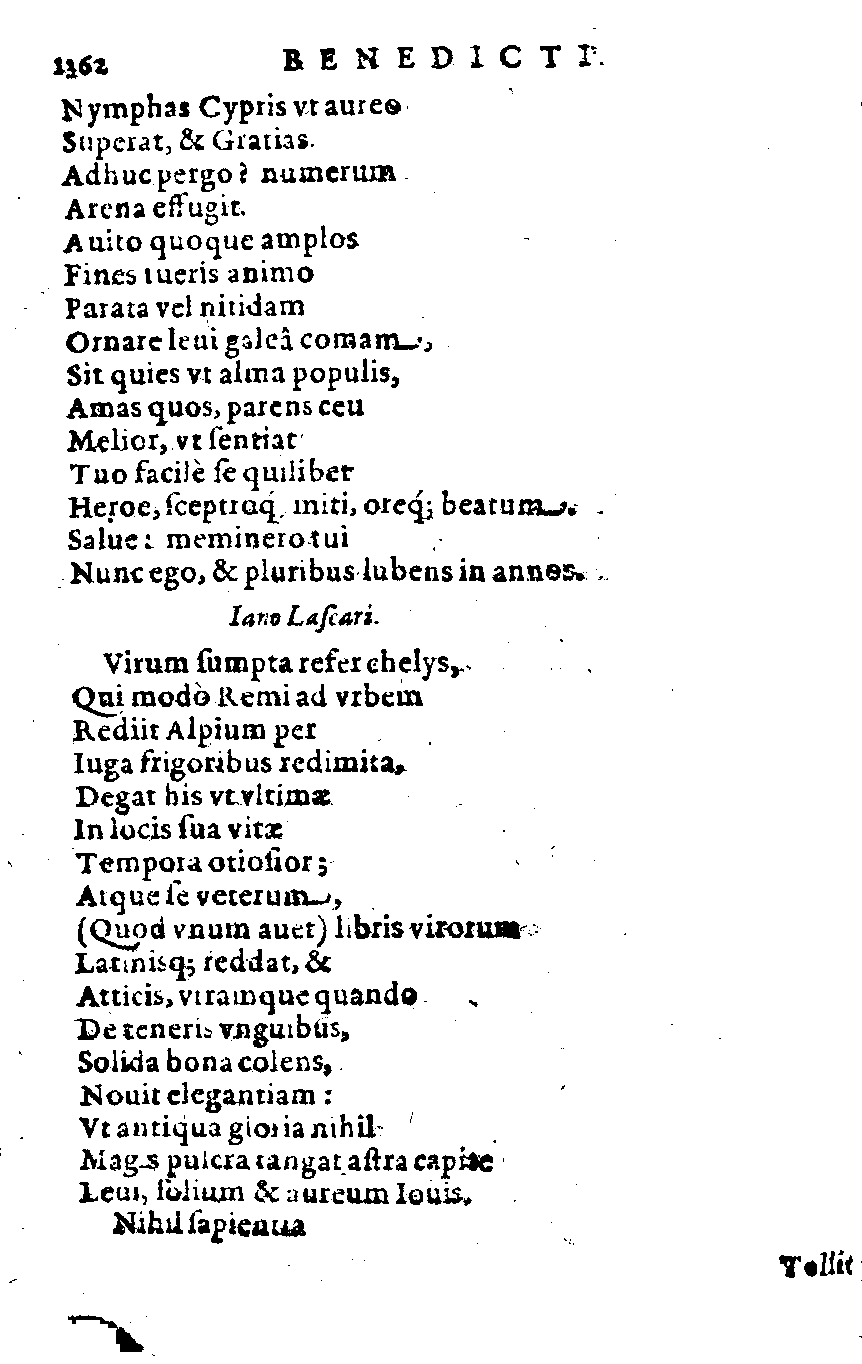 1362 BENEDICTI.
Nymphas Cypris vt aureo
Superat, & Gratias.
Adhuc pergo? numerum
Arena effugit.
Auito quoque amplos
Fines tueris animo
Parata vel nitidam
Ornare leui galeâ comam,
Sit quies vt alma populis,
Amas quos, parens ceu
Melior, vt ſentiat
Tuo facilè ſe quilibet
Heroe, ſceptroq́, miti, oreq́; beatum.
Salue: meminero tui
Nunc ego, & pluribus lubens in annos.
Iano Laſcari.
Virum ſumpta refer chelys,
Qui modò Remi ad vrbem
Rediit Alpium per
Iuga frigoribus redimita,
Degat his vt vltimæ
In locis ſua vitæ
Tempora otioſior;
Atque ſe veterum,
(Quod vnum auet) libris virorum
Latinisq; reddat, &
Atticis, vtramque quando
De teneris vnguibus,
Solida bona colens,
Nouit elegantiam:
Vt antiqua gloria nihil
Magis pulcra tangat aſtra capite
Leui, ſolium & aureum Iouis,
Nihil ſapientia
Tollit